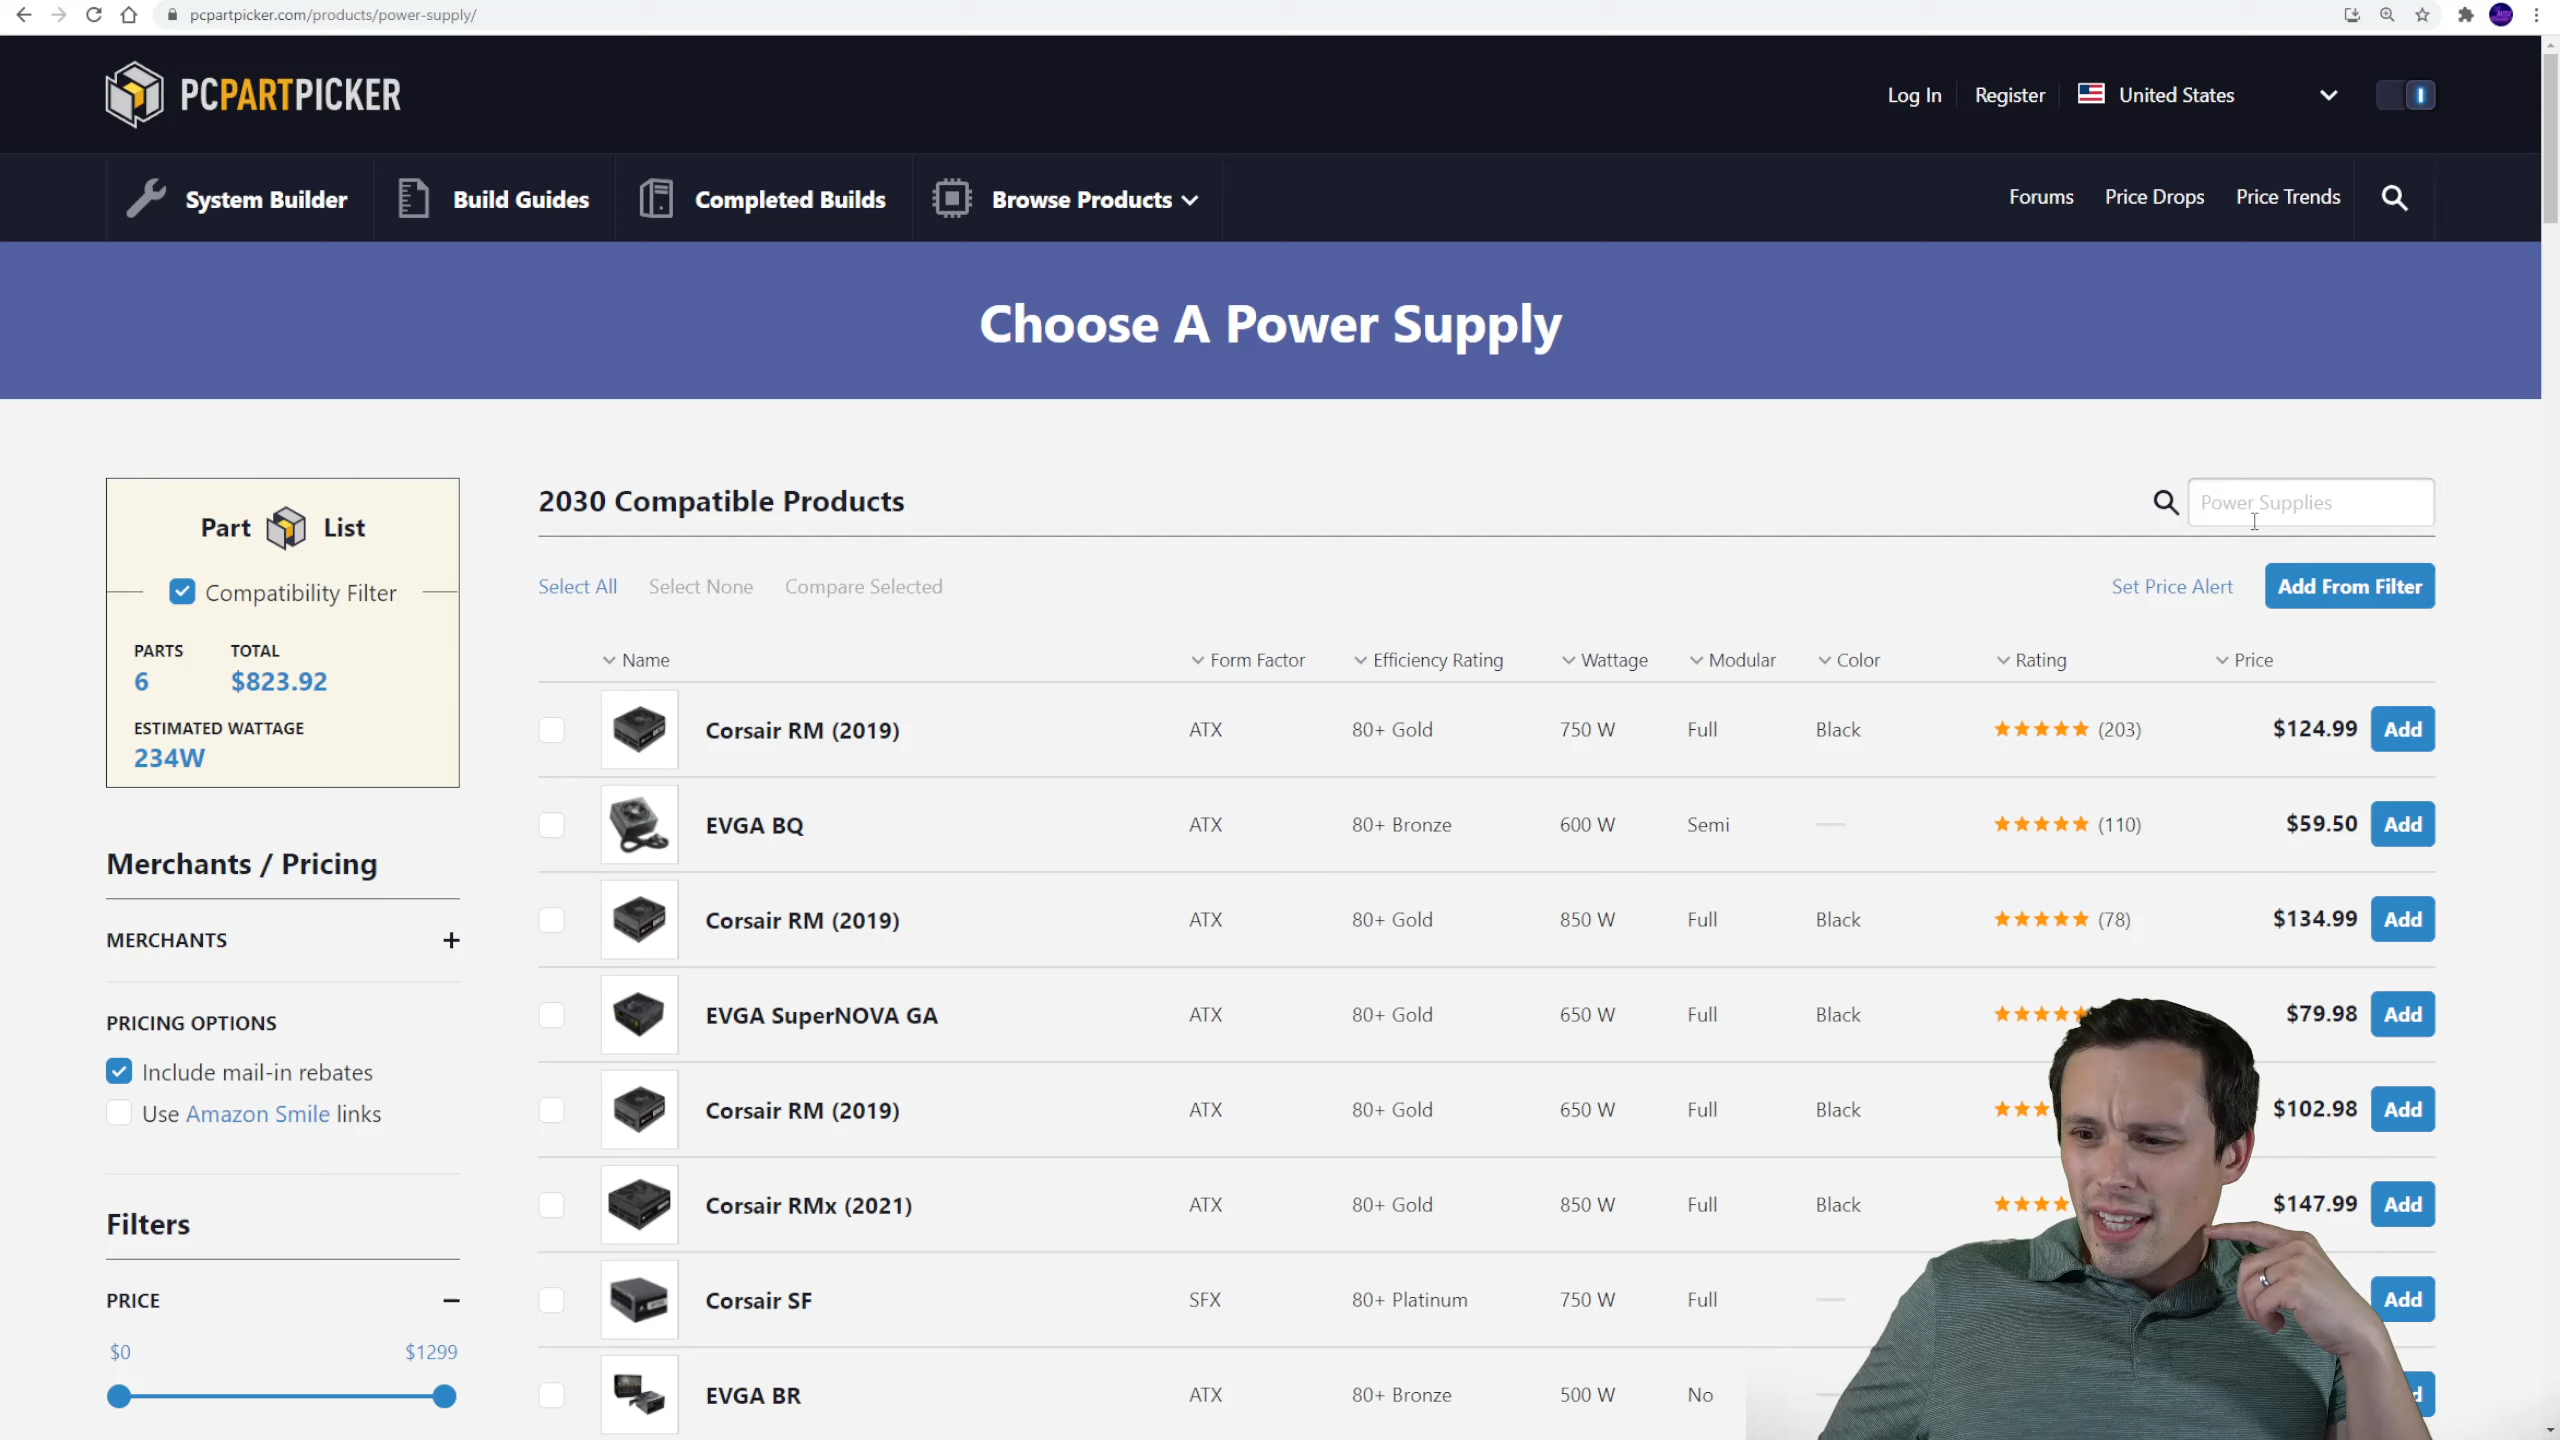 pcpartpicker.com/products/power-supply/
PCPARTPICKER
Log In
Register
United States
System Builder
Build Guides
Completed Builds
Browse Products
Forums
Price Drops
Price Trends
Choose A Power Supply
Part List
Compatibility Filter
PARTS
TOTAL
6
$823.92
ESTIMATED WATTAGE
234W
Merchants / Pricing
MERCHANTS
PRICING OPTIONS
Include mail-in rebates
Use Amazon Smile links
Filters
PRICE
$0
$1299
2030 Compatible Products
Power Supplies
Select All
Select None
Compare Selected
Set Price Alert
Add From Filter
Name Form Factor Efficiency Rating Wattage Modular Color Rating Price
Corsair RM (2019) ATX 80+ Gold 750 W Full Black (203) $124.99 Add
EVGA BQ ATX 80+ Bronze 600 W Semi (110) $59.50 Add
Corsair RM (2019) ATX 80+ Gold 850 W Full Black (78) $134.99 Add
EVGA SuperNOVA GA ATX 80+ Gold 650 W Full Black $79.98 Add
Corsair RM (2019) ATX 80+ Gold 650 W Full Black $102.98 Add
Corsair RMx (2021) ATX 80+ Gold 850 W Full Black $147.99 Add
Corsair SF SFX 80+ Platinum 750 W Full Add
EVGA BR ATX 80+ Bronze 500 W No